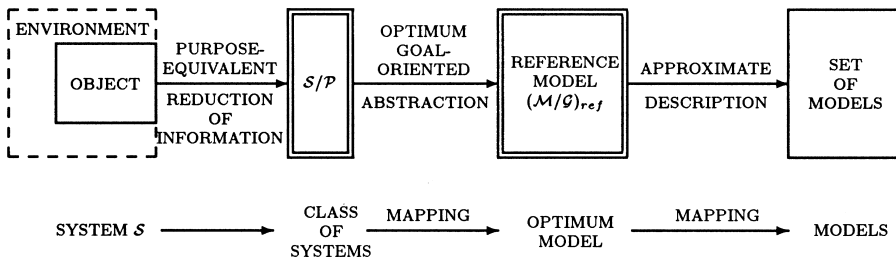 ENVIRONMENT
OBJECT
PURPOSE-
EQUIVALENT
REDUCTION
OF
INFORMATION
S/P
OPTIMUM
GOAL-
ORIENTED
ABSTRACTION
REFERENCE
MODEL
(M/G)ref
APPROXIMATE
DESCRIPTION
SET
OF
MODELS
SYSTEM S
CLASS
OF
SYSTEMS
MAPPING
OPTIMUM
MODEL
MAPPING
MODELS